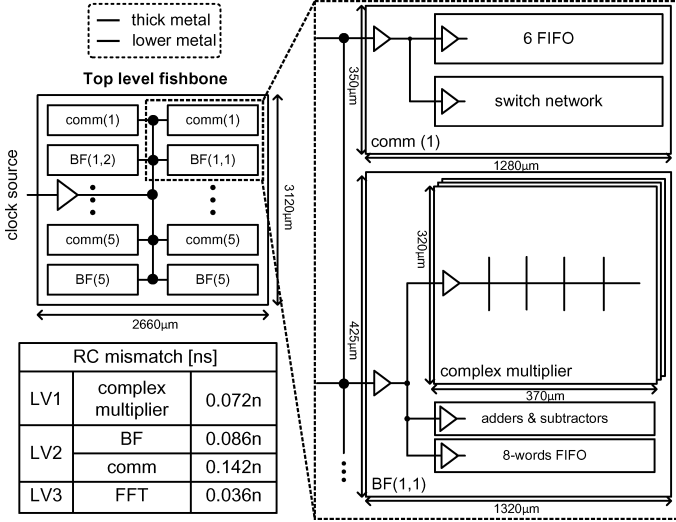 thick metal
lower metal
Top level fishbone
comm(1)
comm(1)
BF(1,2)
BF(1,1)
clock source
comm(5)
comm(5)
BF(5)
BF(5)
3120μm
2660μm
RC mismatch [ns]
LV1
complex
multiplier
0.072n
LV2
BF
0.086n
comm
0.142n
LV3
FFT
0.036n
350μm
6 FIFO
switch network
comm (1)
1280μm
425μm
320μm
complex multiplier
370μm
adders & subtractors
8-words FIFO
BF(1,1)
1320μm